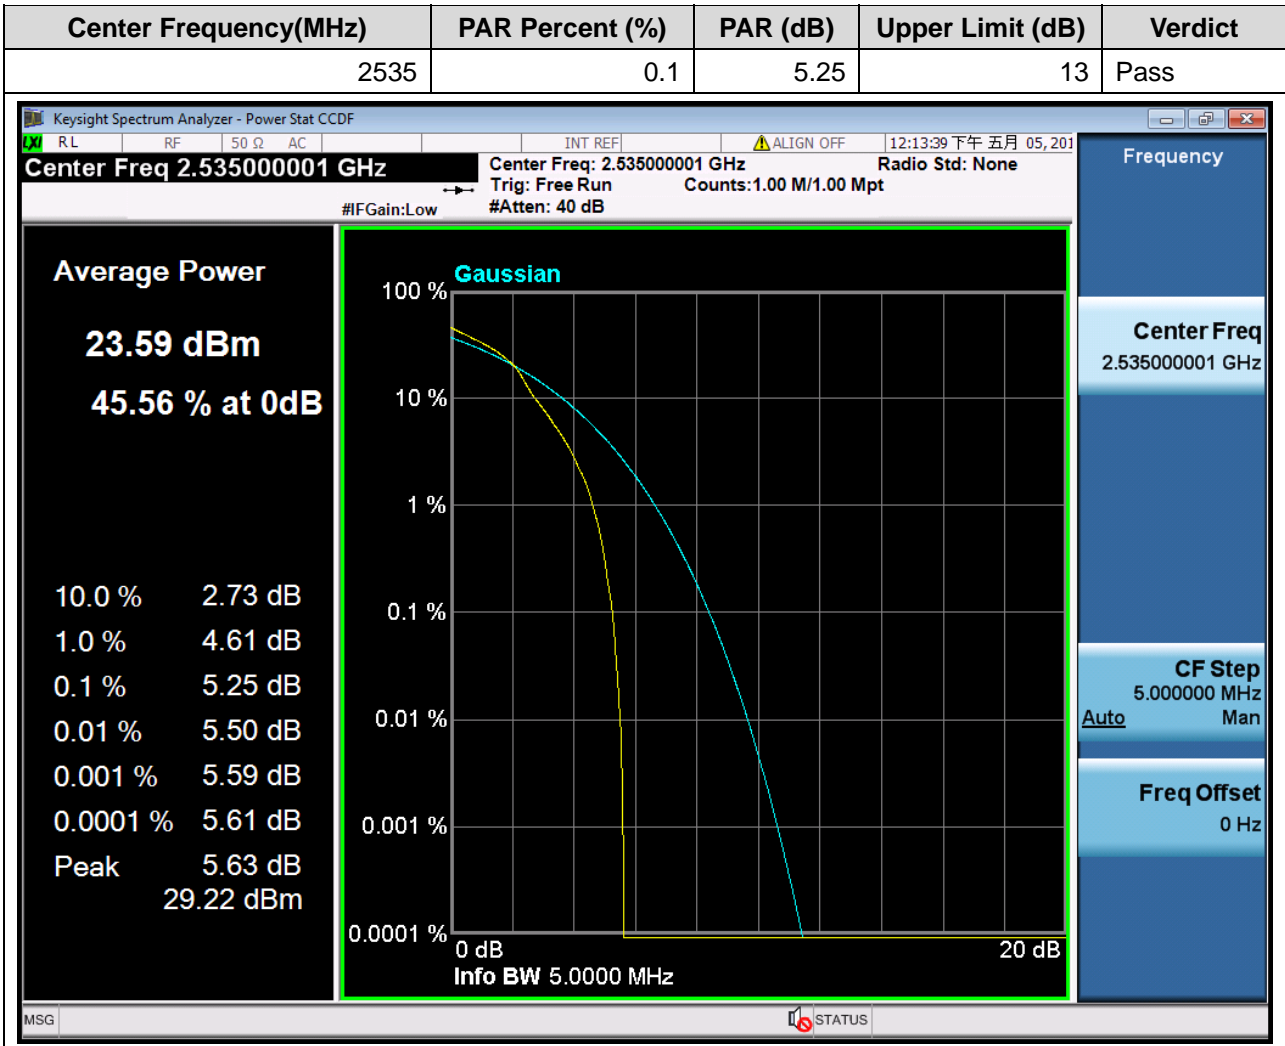 Center Frequency(MHz) PAR Percent (%) PAR (dB) Upper Limit (dB) Verdict
2535 0.1 5.25 13 Pass
Keysight Spectrum Analyzer - Power Stat CCDF
LXI RL RF 50 Ω AC INT REF ALIGN OFF 12:13:39 下午 五月 05, 201
Center Freq 2.535000001 GHz
Center Freq: 2.535000001 GHz Radio Std: None
Trig: Free Run Counts:1.00 M/1.00 Mpt
#IFGain:Low #Atten: 40 dB
Average Power
23.59 dBm
45.56 % at 0dB
10.0 % 2.73 dB
1.0 % 4.61 dB
0.1 % 5.25 dB
0.01 % 5.50 dB
0.001 % 5.59 dB
0.0001 % 5.61 dB
Peak 5.63 dB
29.22 dBm
Gaussian
100 %
10 %
1 %
0.1 %
0.01 %
0.001 %
0.0001 %
0 dB 20 dB
Info BW 5.0000 MHz
Frequency
Center Freq
2.535000001 GHz
CF Step
5.000000 MHz
Auto Man
Freq Offset
0 Hz
MSG STATUS